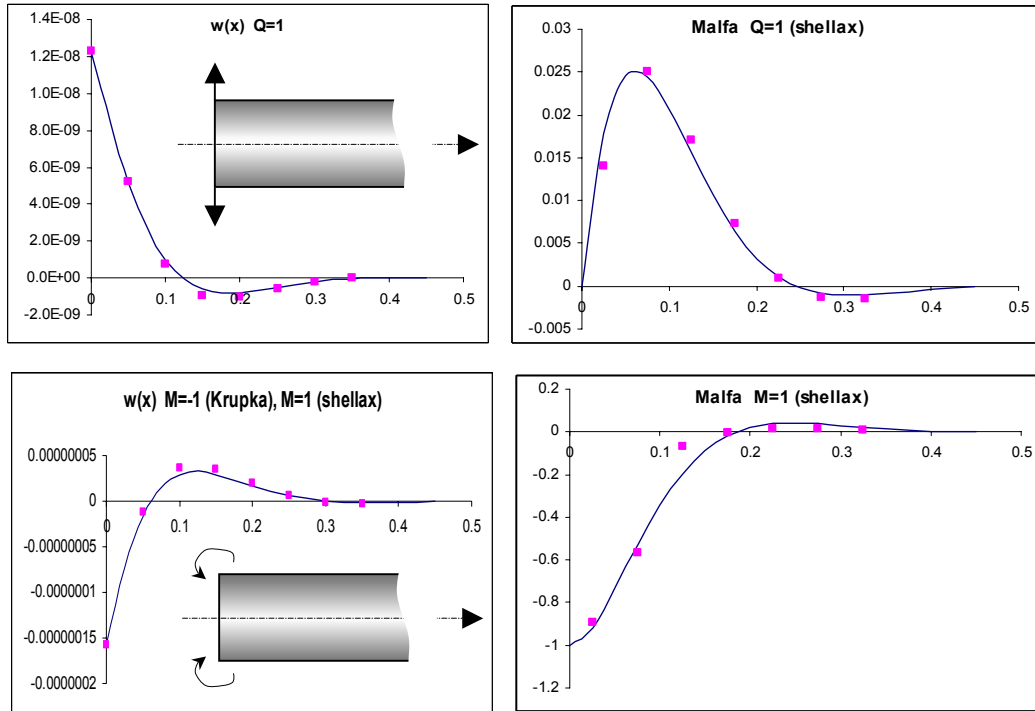 w(x) Q=1
1.4E-08
1.2E-08
1.0E-08
8.0E-09
6.0E-09
4.0E-09
2.0E-09
0.0E+00
-2.0E-09
0 0.1 0.2 0.3 0.4 0.5
Malfa Q=1 (shellax)
0.03
0.025
0.02
0.015
0.01
0.005
0
-0.005
0 0.1 0.2 0.3 0.4 0.5
w(x) M=-1 (Krupka), M=1 (shellax)
0.00000005
0
-0.00000005
-0.0000001
-0.00000015
-0.0000002
0 0.1 0.2 0.3 0.4 0.5
Malfa M=1 (shellax)
0.2
0
-0.2
-0.4
-0.6
-0.8
-1
-1.2
0 0.1 0.2 0.3 0.4 0.5